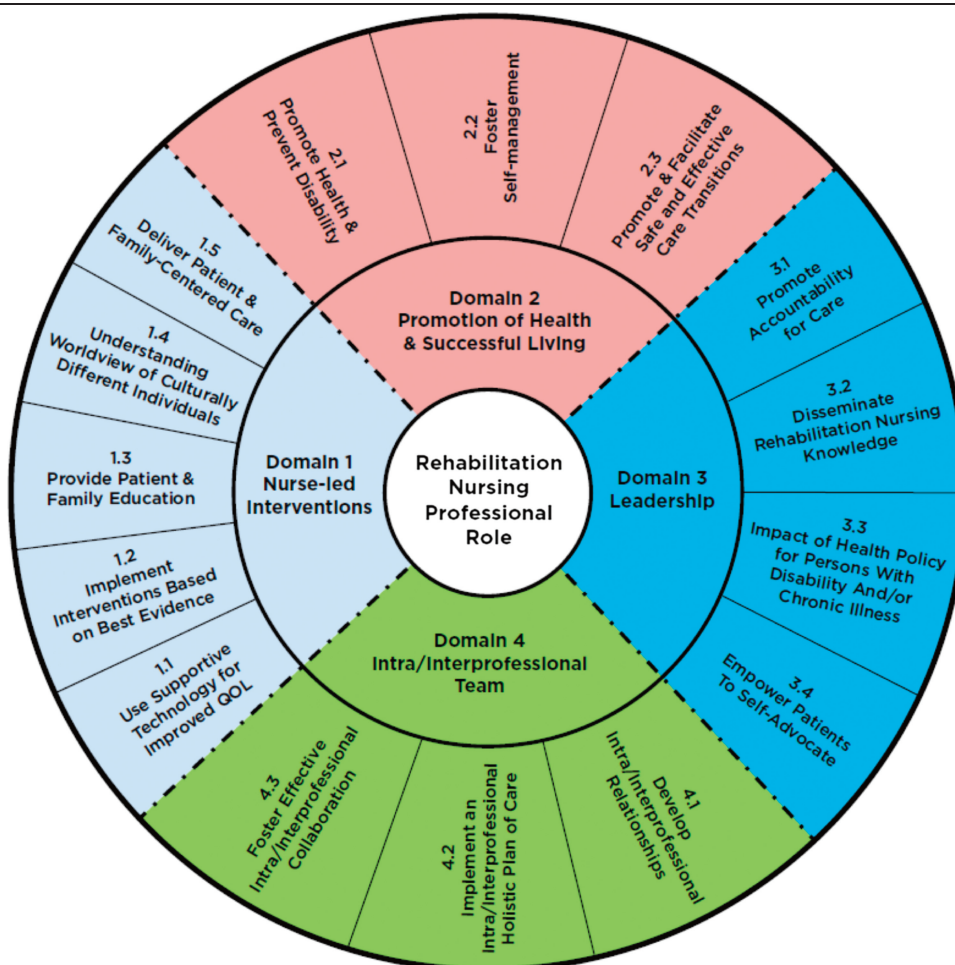 Rehabilitation
Nursing
Professional
Role
Domain 1
Nurse-led
Interventions
1.1
Use Supportive
Technology for
Improved QOL
1.2
Implement
Interventions Based
on Best Evidence
1.3
Provide Patient &
Family Education
1.4
Understanding
Worldview of Culturally
Different Individuals
1.5
Deliver Patient &
Family-Centered Care
Domain 2
Promotion of Health
& Successful Living
2.1
Promote Health &
Prevent Disability
2.2
Foster
Self-management
2.3
Promote & Facilitate
Safe and Effective
Care Transitions
Domain 3
Leadership
3.1
Promote
Accountability
for Care
3.2
Disseminate
Rehabilitation Nursing
Knowledge
3.3
Impact of Health Policy
for Persons With
Disability And/or
Chronic Illness
3.4
Empower Patients
To Self-Advocate
Domain 4
Intra/Interprofessional
Team
4.1
Develop
Intra/Interprofessional
Relationships
4.2
Implement an
Intra/Interprofessional
Holistic Plan of Care
4.3
Foster Effective
Intra/Interprofessional
Collaboration